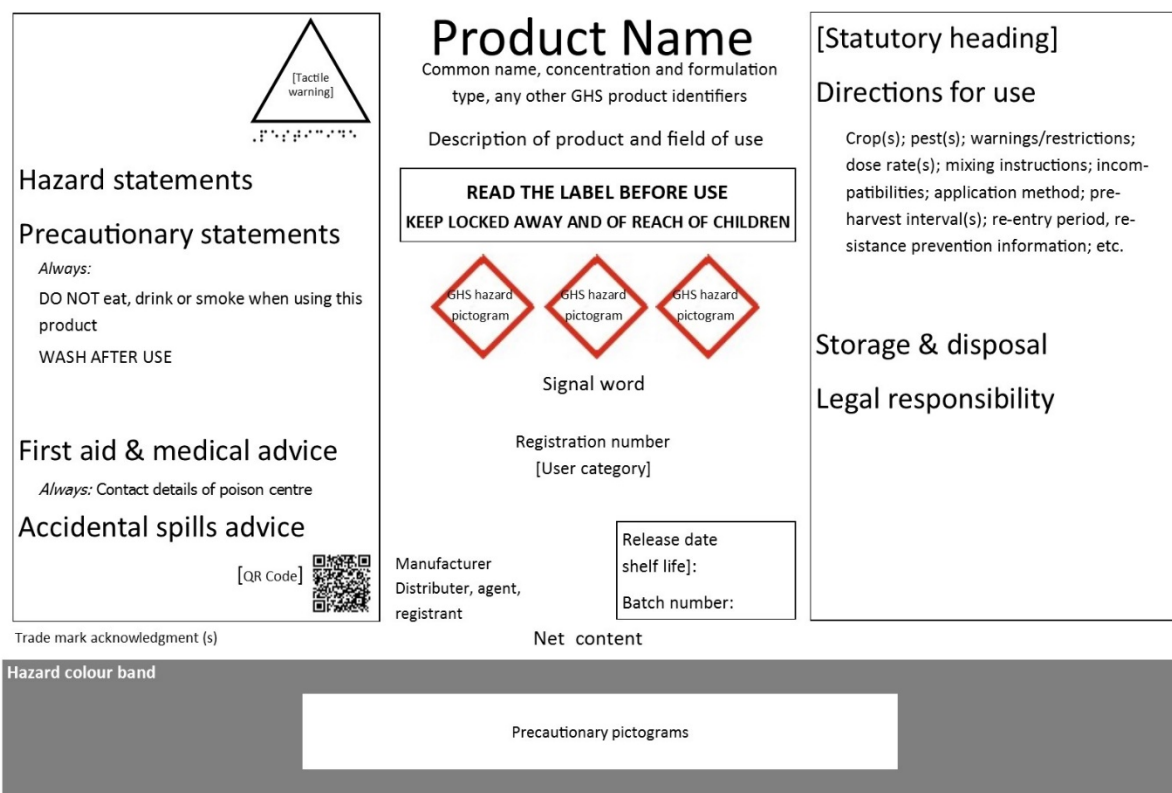 [Tactile
warning]
Hazard statements
Precautionary statements
Always:
DO NOT eat, drink or smoke when using this
product
WASH AFTER USE
First aid & medical advice
Always: Contact details of poison centre
Accidental spills advice
[QR Code]
Trade mark acknowledgment (s)
Product Name
Common name, concentration and formulation
type, any other GHS product identifiers
Description of product and field of use
READ THE LABEL BEFORE USE
KEEP LOCKED AWAY AND OF REACH OF CHILDREN
GHS hazard
pictogram
GHS hazard
pictogram
GHS hazard
pictogram
Signal word
Registration number
[User category]
Manufacturer
Distributer, agent,
registrant
Release date
shelf life]:
Batch number:
Net content
[Statutory heading]
Directions for use
Crop(s); pest(s); warnings/restrictions;
dose rate(s); mixing instructions; incom-
patibilities; application method; pre-
harvest interval(s); re-entry period, re-
sistance prevention information; etc.
Storage & disposal
Legal responsibility
Hazard colour band
Precautionary pictograms